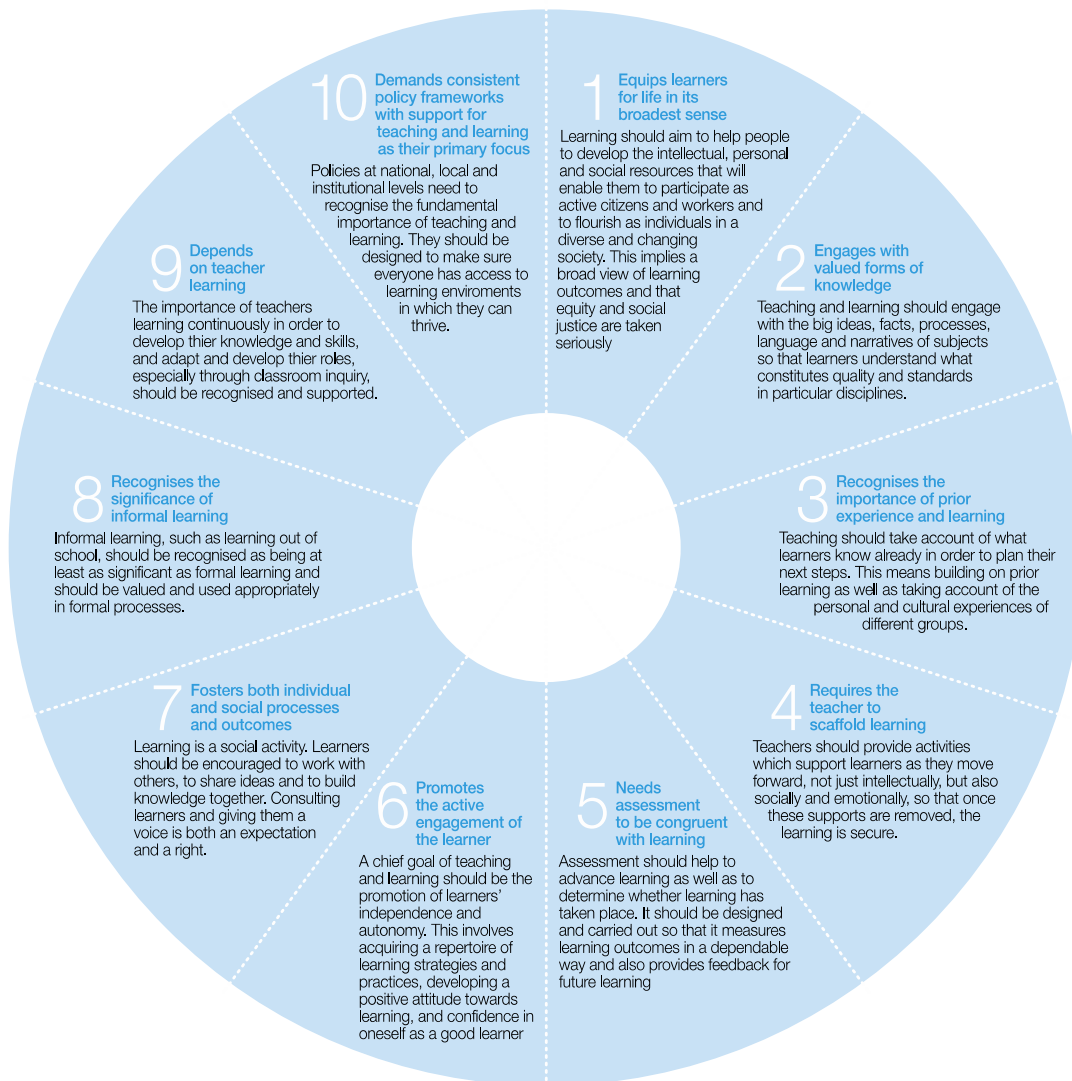 1
Equips learners
for life in its
broadest sense
Learning should aim to help people
to develop the intellectual, personal
and social resources that will
enable them to participate as
active citizens and workers and
to flourish as individuals in a
diverse and changing
society. This implies a
broad view of learning
outcomes and that
equity and social
justice are taken
seriously
2
Engages with
valued forms of
knowledge
Teaching and learning should engage
with the big ideas, facts, processes,
language and narratives of subjects
so that learners understand what
constitutes quality and standards
in particular disciplines.
3
Recognises the
importance of prior
experience and learning
Teaching should take account of what
learners know already in order to plan their
next steps. This means building on prior
learning as well as taking account of the
personal and cultural experiences of
different groups.
4
Requires the
teacher to
scaffold learning
Teachers should provide activities
which support learners as they move
forward, not just intellectually, but also
socially and emotionally, so that once
these supports are removed, the
learning is secure.
5
Needs
assessment
to be congruent
with learning
Assessment should help to
advance learning as well as to
determine whether learning has
taken place. It should be designed
and carried out so that it measures
learning outcomes in a dependable
way and also provides feedback for
future learning
6
Promotes
the active
engagement of
the learner
A chief goal of teaching
and learning should be the
promotion of learners’
independence and
autonomy. This involves
acquiring a repertoire of
learning strategies and
practices, developing a
positive attitude towards
learning, and confidence in
oneself as a good learner
7
Fosters both individual
and social processes
and outcomes
Learning is a social activity. Learners
should be encouraged to work with
others, to share ideas and to build
knowledge together. Consulting
learners and giving them a
voice is both an expectation
and a right.
8
Recognises the
significance of
informal learning
Informal learning, such as learning out of
school, should be recognised as being at
least as significant as formal learning and
should be valued and used appropriately
in formal processes.
9
Depends
on teacher
learning
The importance of teachers
learning continuously in order to
develop thier knowledge and skills,
and adapt and develop thier roles,
especially through classroom inquiry,
should be recognised and supported.
10
Demands consistent
policy frameworks
with support for
teaching and learning
as their primary focus
Policies at national, local and
institutional levels need to
recognise the fundamental
importance of teaching and
learning. They should be
designed to make sure
everyone has access to
learning enviroments
in which they can
thrive.